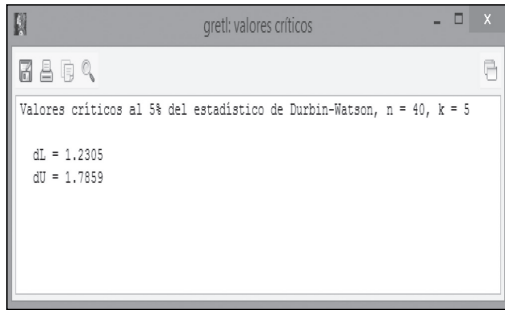 gretl: valores críticos
Valores críticos al 5% del estadístico de Durbin-Watson, n = 40, k = 5
dL = 1.2305
dU = 1.7859